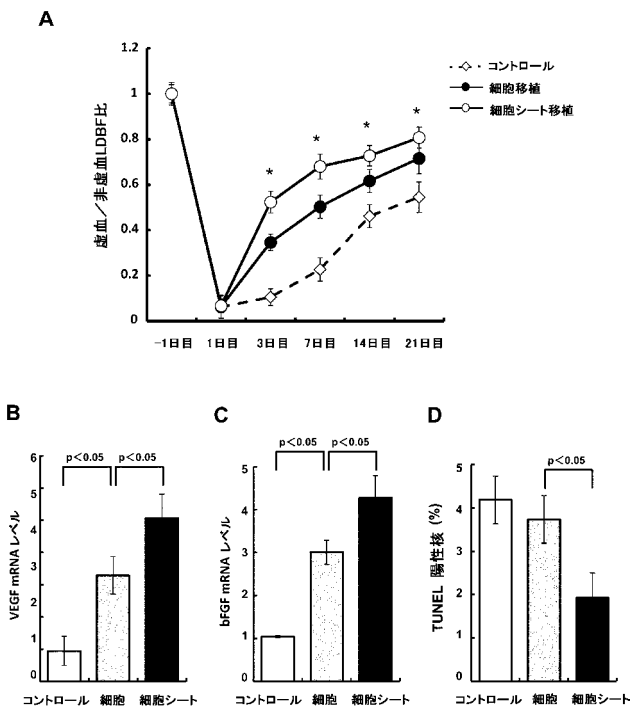 A
1.2
1
0.8
0.6
0.4
0.2
0
虚血／非虚血LDBF比
-1日目
1日目
3日目
7日目
14日目
21日目
*
*
*
*
コントロール
細胞移植
細胞シート移植
B
p＜0.05
p＜0.05
6
5
4
3
2
1
0
VEGF mRNA レベル
コントロール
細胞
細胞シート
C
p＜0.05
p＜0.05
5
4
3
2
1
0
bFGF mRNA レベル
コントロール
細胞
細胞シート
D
p＜0.05
5
4
3
2
1
0
TUNEL 陽性核 (%)
コントロール
細胞
細胞シート